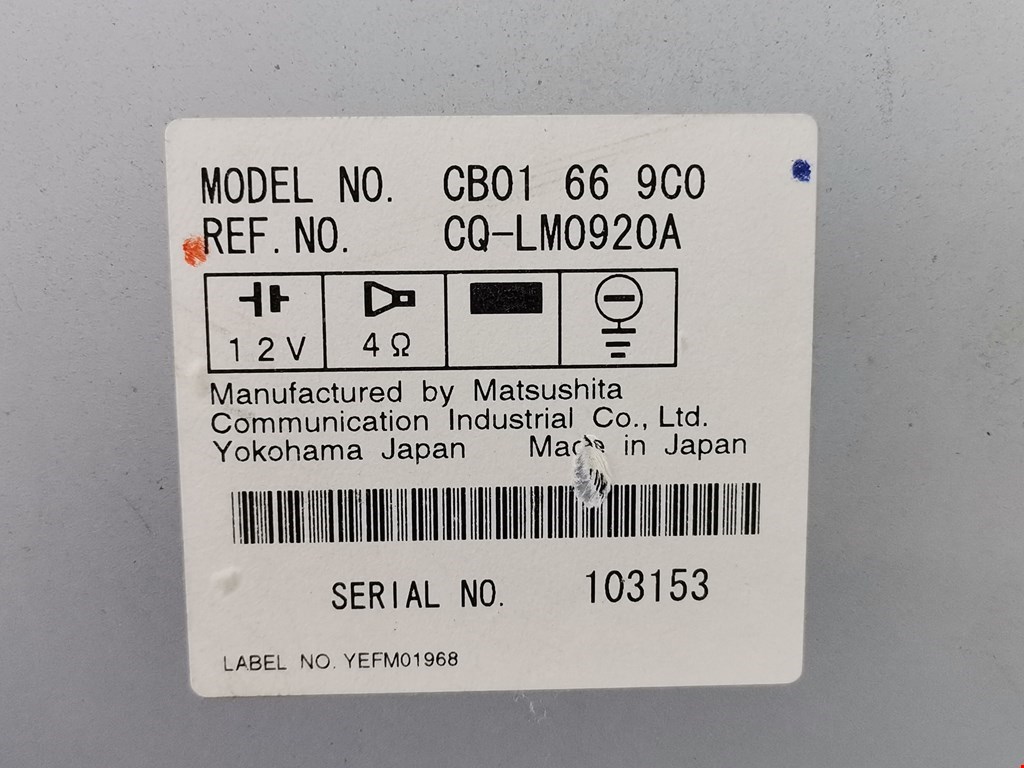 MODEL NO. CB01 66 9C0
REF. NO. CQ-LM0920A
12V 4Ω
Manufactured by Matsushita
Communication Industrial Co., Ltd.
Yokohama Japan Made in Japan
SERIAL NO. 103153
LABEL NO. YEFM01968